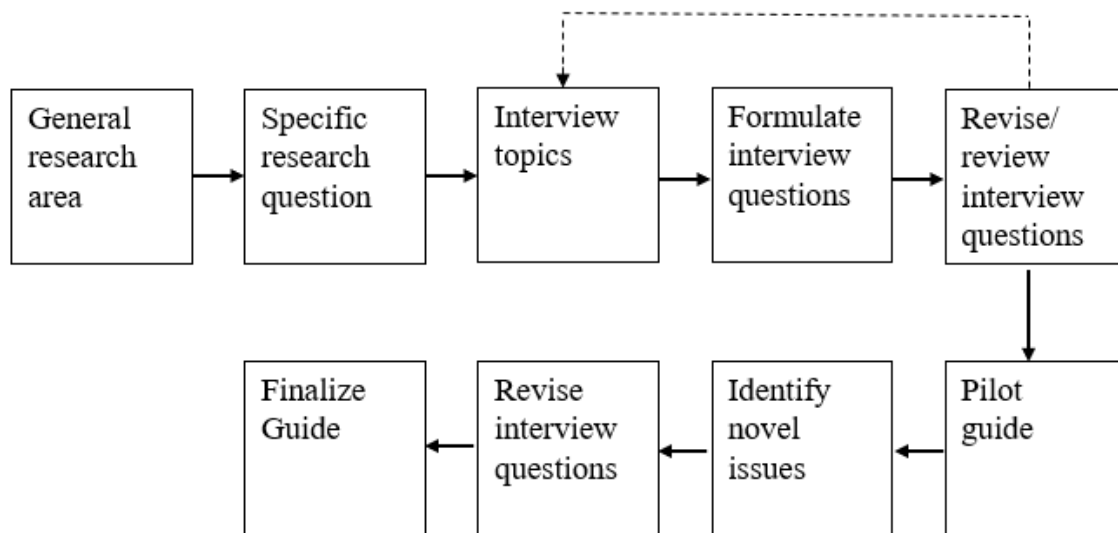 General
research
area
Specific
research
question
Interview
topics
Formulate
interview
questions
Revise/
review
interview
questions
Finalize
Guide
Revise
interview
questions
Identify
novel
issues
Pilot
guide